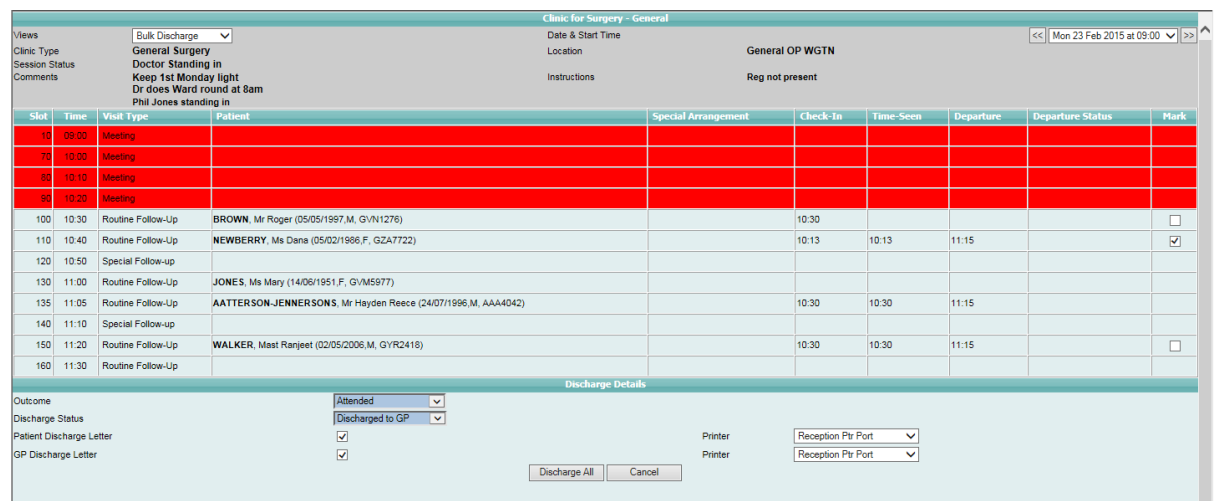 Clinic for Surgery - General
Views Bulk Discharge Date & Start Time << Mon 23 Feb 2015 at 09:00 >>
Clinic Type General Surgery Location General OP WGTN
Session Status Doctor Standing in
Comments Keep 1st Monday light Instructions Reg not present
Dr does Ward round at 8am
Phil Jones standing in
Slot Time Visit Type Patient Special Arrangement Check-In Time-Seen Departure Departure Status Mark
10 09:00 Meeting
70 10:00 Meeting
80 10:10 Meeting
90 10:20 Meeting
100 10:30 Routine Follow-Up BROWN, Mr Roger (05/05/1997,M, GVN1276) 10:30
110 10:40 Routine Follow-Up NEWBERRY, Ms Dana (05/02/1986,F, GZA7722) 10:13 10:13 11:15
120 10:50 Special Follow-up
130 11:00 Routine Follow-Up JONES, Ms Mary (14/06/1951,F, GVM5977)
135 11:05 Routine Follow-Up AATTERSON-JENNERSONS, Mr Hayden Reece (24/07/1996,M, AAA4042) 10:30 10:30 11:15
140 11:10 Special Follow-up
150 11:20 Routine Follow-Up WALKER, Mast Ranjeet (02/05/2006,M, GYR2418) 10:30 10:30 11:15
160 11:30 Routine Follow-Up
Discharge Details
Outcome Attended
Discharge Status Discharged to GP
Patient Discharge Letter Printer Reception Ptr Port
GP Discharge Letter Printer Reception Ptr Port
Discharge All Cancel